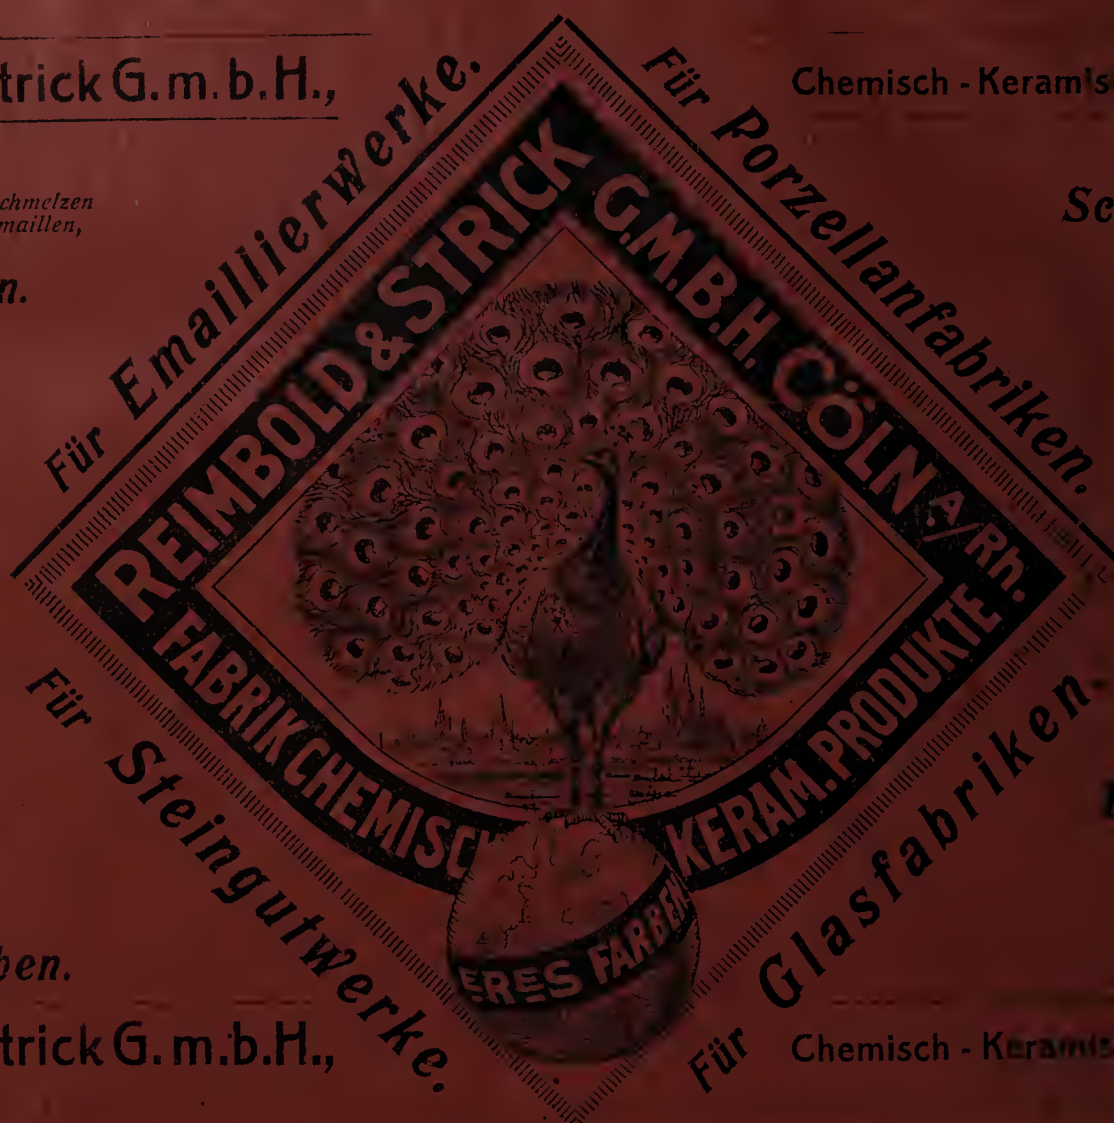 trick G.m.b.H.,
Chemisch - Keramis
chmelzen
maillen,
n.
Sc
Für Emaillierwerke.
Für Porzellanfabriken.
REIMBOLD & STRICK
G.M.B.H. CÖLN A/Rh.
FABRIK CHEMISC
KERAM. PRODUKTE
ERES FARBEN
Für Steingutwerke.
Für Glasfabriken.
ben.
trick G.m.b.H.,
Chemisch - Keramis